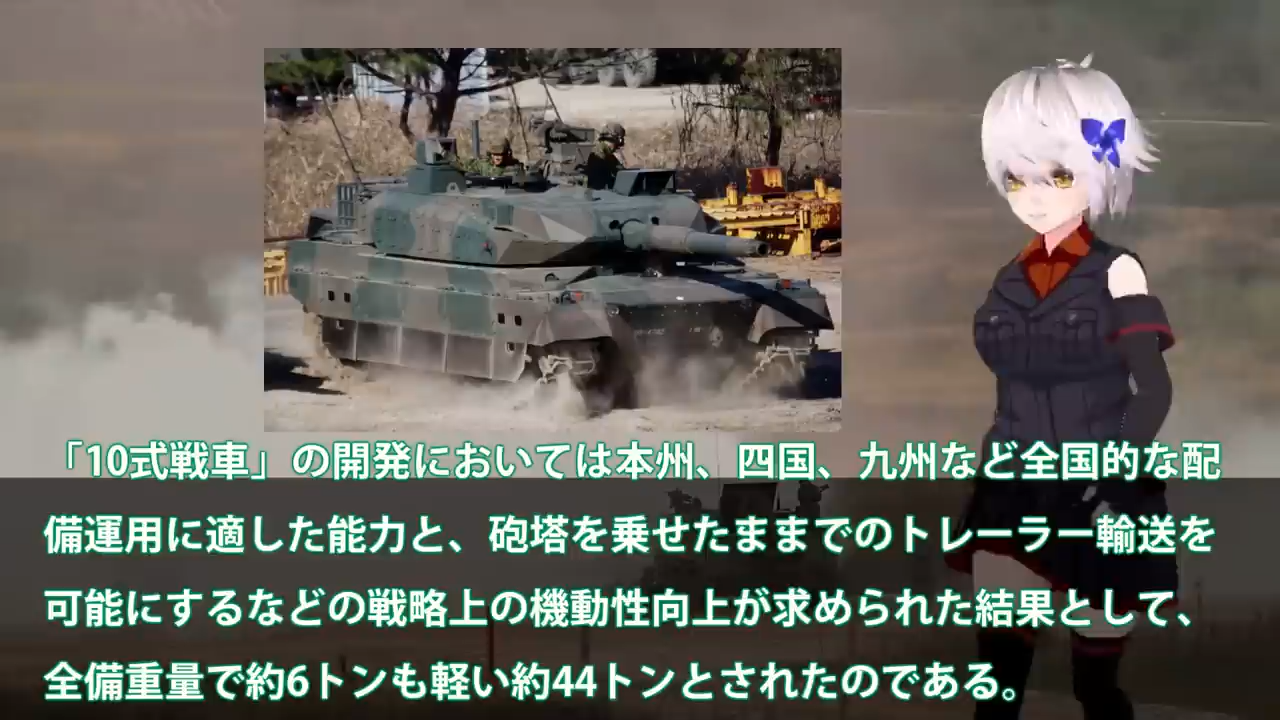 「10式戦車」の開発においては本州、四国、九州など全国的な配
備運用に適した能力と、砲塔を乗せたままでのトレーラー輸送を
可能にするなどの戦略上の機動性向上が求められた結果として、
全備重量で約6トンも軽い約44トンとされたのである。